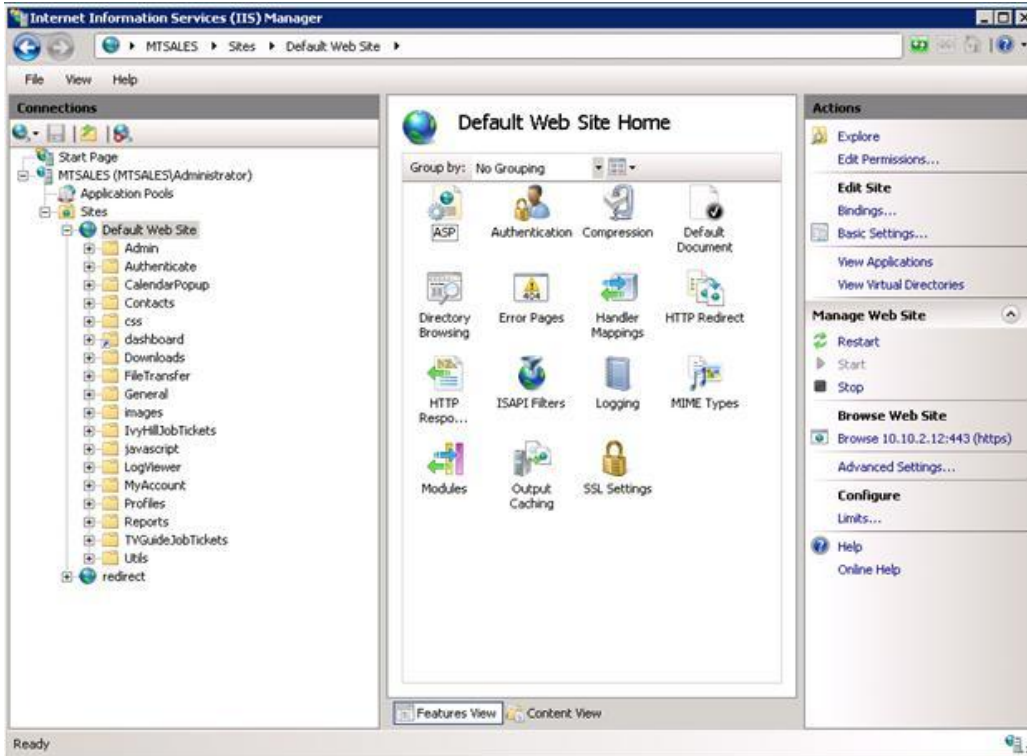 Internet Information Services (IIS) Manager
MTSALES Sites Default Web Site
File View Help
Connections
Start Page
MTSALES (MTSALES\Administrator)
Application Pools
Sites
Default Web Site
Admin
Authenticate
CalendarPopup
Contacts
css
dashboard
Downloads
FileTransfer
General
images
IvyHillJobTickets
javascript
LogViewer
MyAccount
Profiles
Reports
TVGuideJobTickets
Utils
redirect
Default Web Site Home
Group by: No Grouping
ASP Authentication Compression Default
Document
Directory Error Pages Handler HTTP Redirect
Browsing Mappings
404
HTTP ISAPI Filters Logging MIME Types
Respo...
Modules Output SSL Settings
Caching
Features View Content View
Actions
Explore
Edit Permissions...
Edit Site
Bindings...
Basic Settings...
View Applications
View Virtual Directories
Manage Web Site
Restart
Start
Stop
Browse Web Site
Browse 10.10.2.12:443 (https)
Advanced Settings...
Configure
Limits...
Help
Online Help
Ready